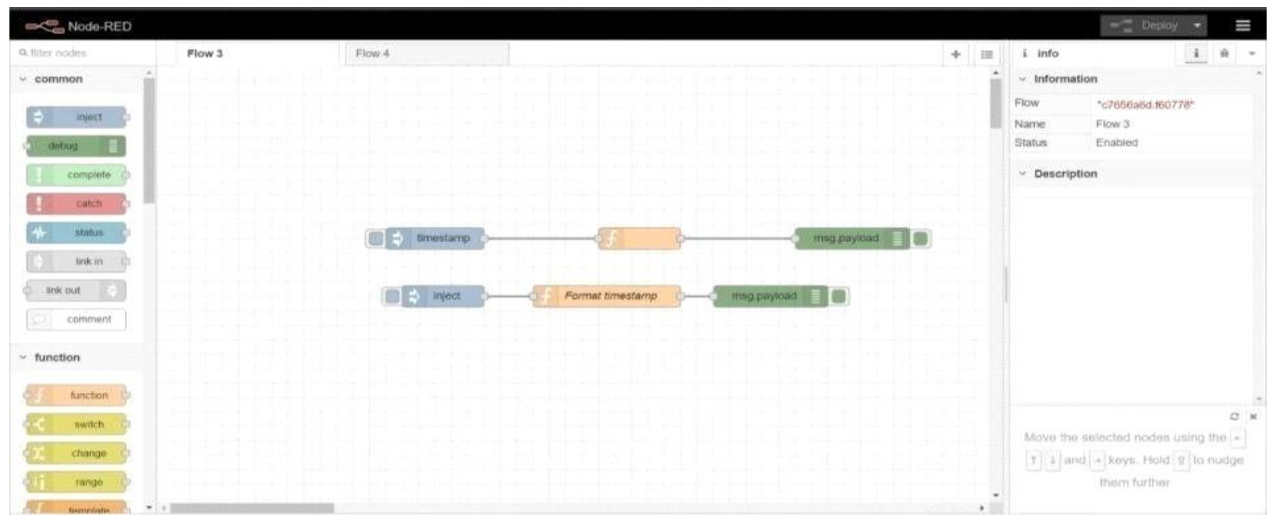 Node-RED
Deploy
filter nodes
Flow 3
Flow 4
info
common
inject
debug
complete
catch
status
link in
link out
comment
function
function
switch
change
range
template
timestamp
msg.payload
inject
Format timestamp
msg.payload
Information
Flow "c7656a6d.f60778"
Name Flow 3
Status Enabled
Description
Move the selected nodes using the ←
↑ ↓ and → keys. Hold ⇧ to nudge
them further